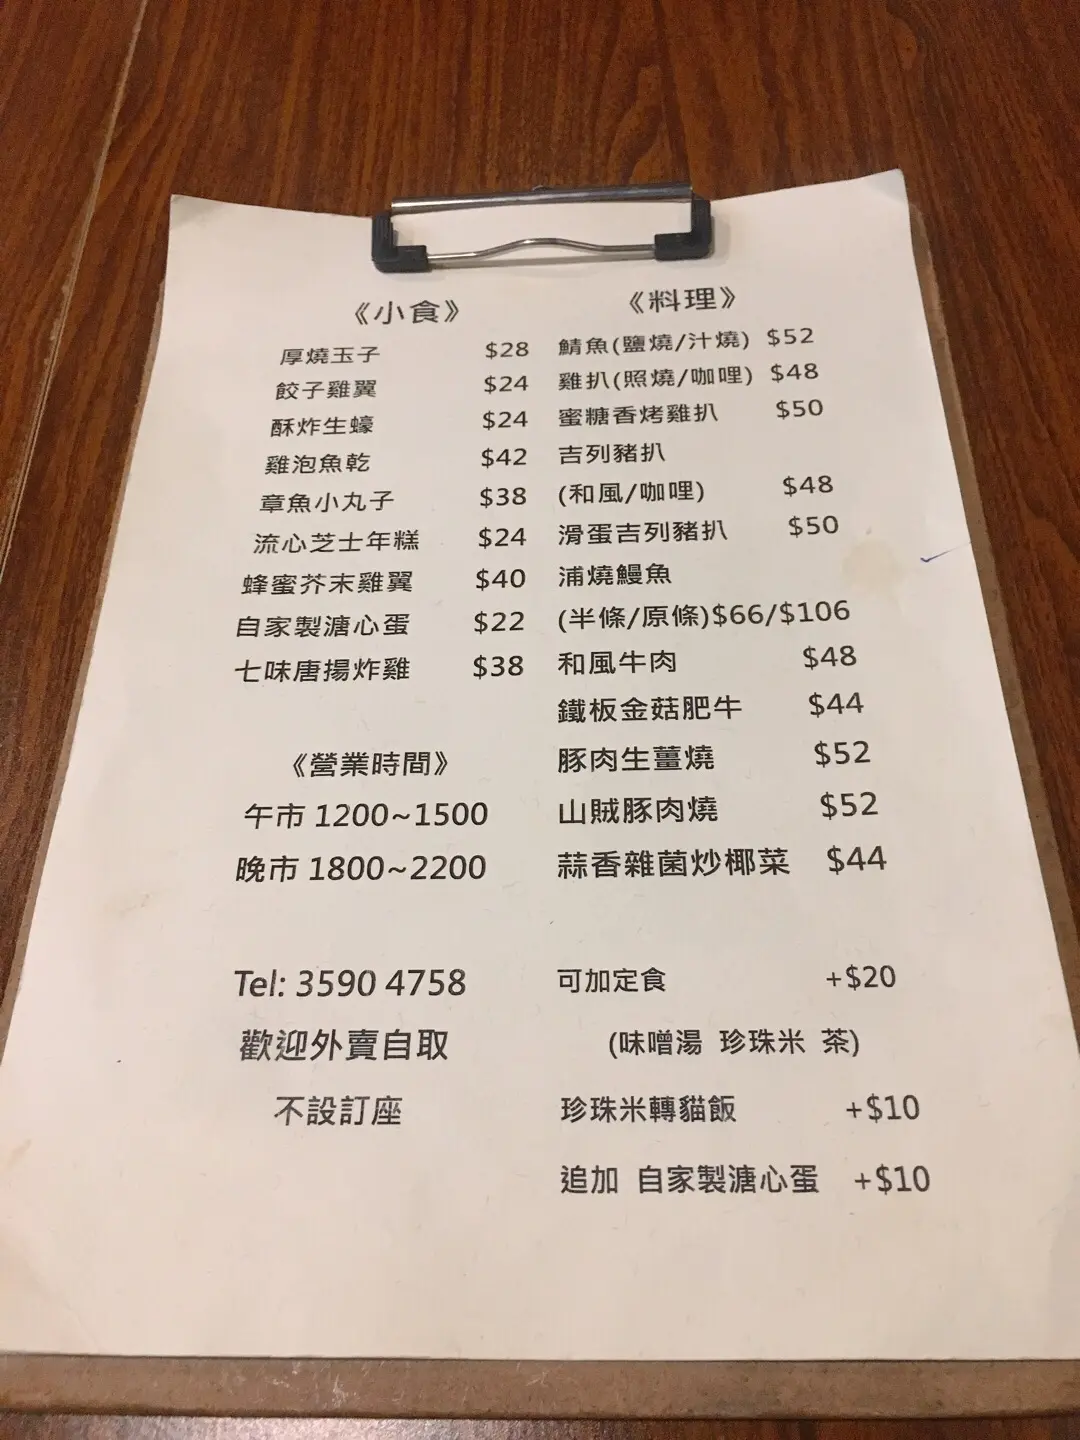 《小食》
厚燒玉子 $28
餃子雞翼 $24
酥炸生蠔 $24
雞泡魚乾 $42
章魚小丸子 $38
流心芝士年糕 $24
蜂蜜芥末雞翼 $40
自家製溏心蛋 $22
七味唐揚炸雞 $38
《營業時間》
午市 1200~1500
晚市 1800~2200
Tel: 3590 4758
歡迎外賣自取
不設訂座
《料理》
鯖魚(鹽燒/汁燒) $52
雞扒(照燒/咖哩) $48
蜜糖香烤雞扒 $50
吉列豬扒
(和風/咖哩) $48
滑蛋吉列豬扒 $50
浦燒鰻魚
(半條/原條)$66/$106
和風牛肉 $48
鐵板金菇肥牛 $44
豚肉生薑燒 $52
山賊豚肉燒 $52
蒜香雜菌炒椰菜 $44
可加定食 +$20
(味噌湯 珍珠米 茶)
珍珠米轉貓飯 +$10
追加 自家製溏心蛋 +$10